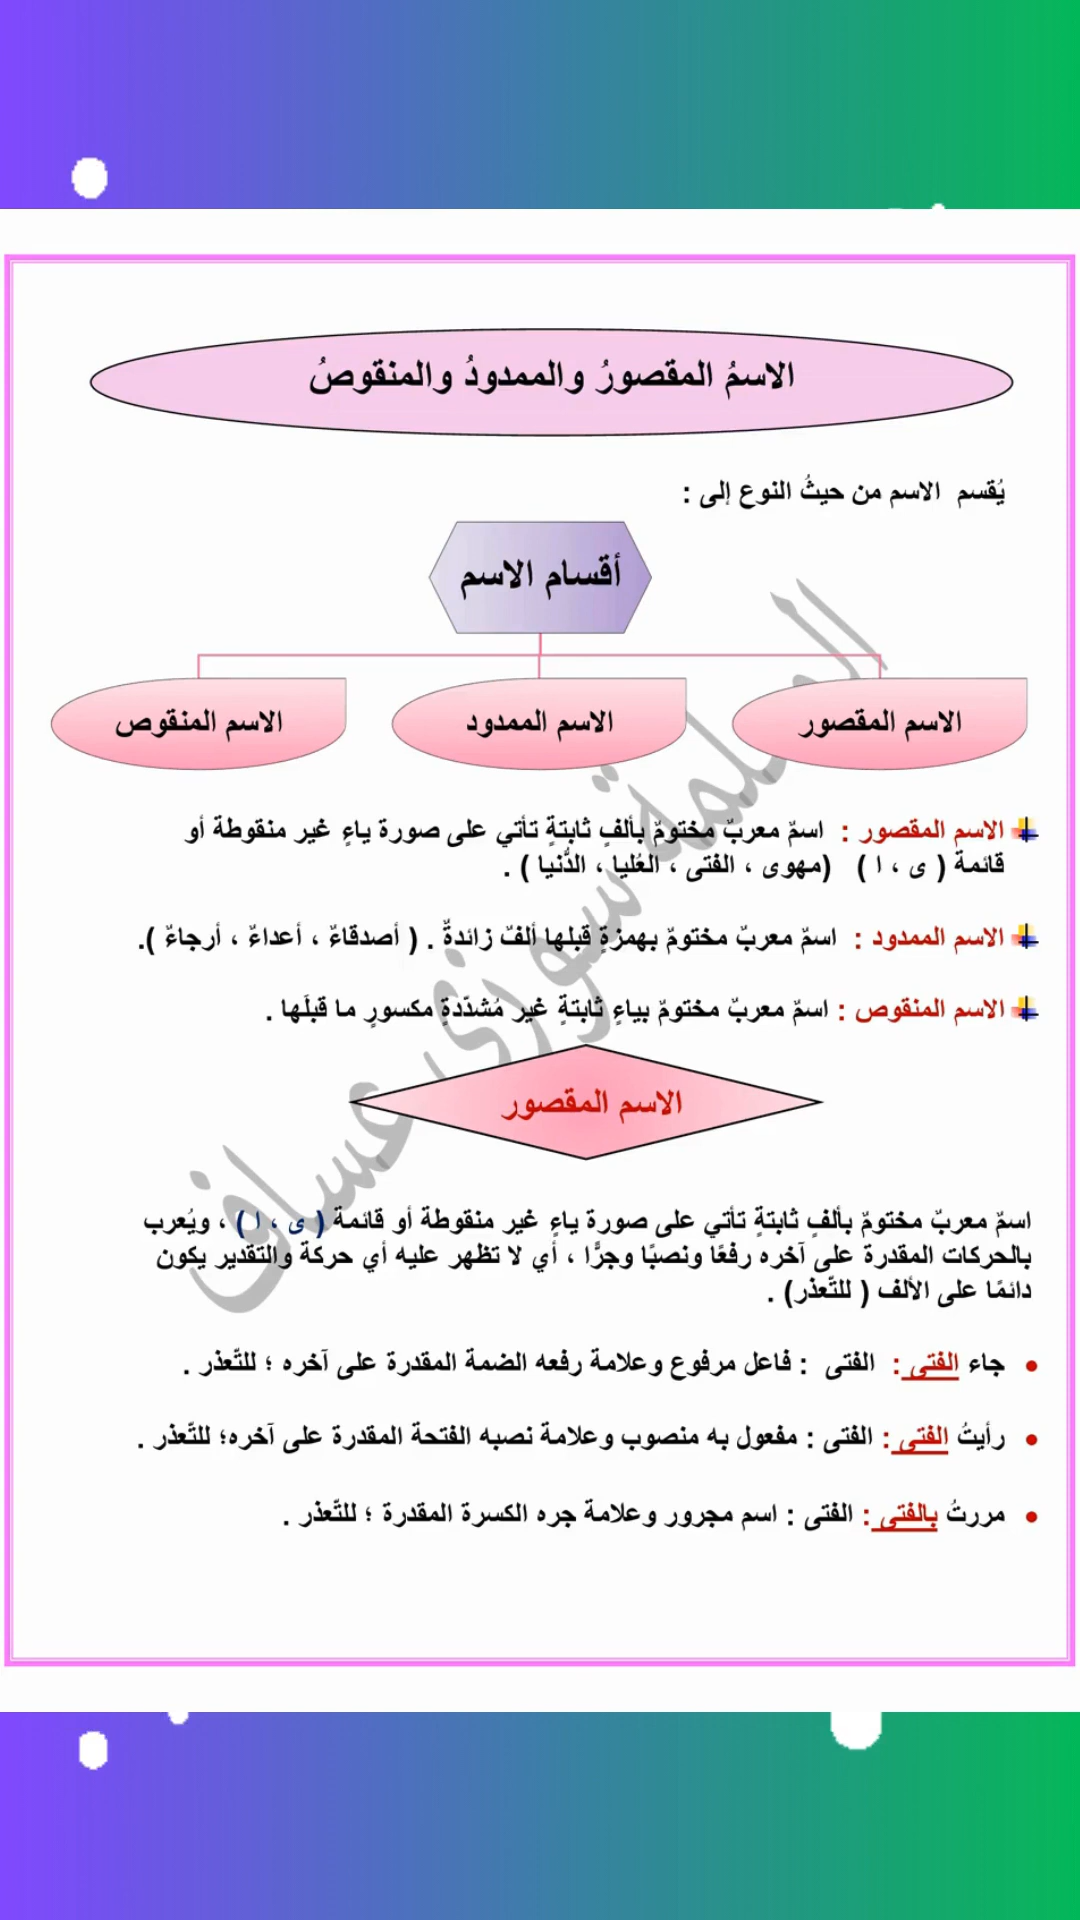 الاسمُ المقصورُ والممدودُ والمنقوصُ
يُقسم الاسم من حيثُ النوع إلى :
أقسام الاسم
الاسم المقصور
الاسم الممدود
الاسم المنقوص
الاسم المقصور : اسمٌ معربٌ مختومٌ بألفٍ ثابتةٍ تأتي على صورة ياءٍ غير منقوطة أو
قائمة ( ى ، ا ) (مهوى ، الفتى ، العُليا ، الدُّنيا ) .
الاسم الممدود : اسمٌ معربٌ مختومٌ بهمزةٍ قبلها ألفٌ زائدةٌ . ( أصدقاءٌ ، أعداءٌ ، أرجاءٌ ).
الاسم المنقوص : اسمٌ معربٌ مختومٌ بياءٍ ثابتةٍ غير مُشدّدةٍ مكسورٍ ما قبلَها .
الاسم المقصور
اسمٌ معربٌ مختومٌ بألفٍ ثابتةٍ تأتي على صورة ياءٍ غير منقوطة أو قائمة ( ى ، ا ) ، ويُعرب
بالحركات المقدرة على آخره رفعًا ونصبًا وجرًّا ، أي لا تظهر عليه أي حركة والتقدير يكون
دائمًا على الألف ( للتّعذر) .
جاء الفتى : الفتى : فاعل مرفوع وعلامة رفعه الضمة المقدرة على آخره ؛ للتّعذر .
رأيتُ الفتى : الفتى : مفعول به منصوب وعلامة نصبه الفتحة المقدرة على آخره؛ للتّعذر .
مررتُ بالفتى : الفتى : اسم مجرور وعلامة جره الكسرة المقدرة ؛ للتّعذر .
المعلمة سوزى عساف